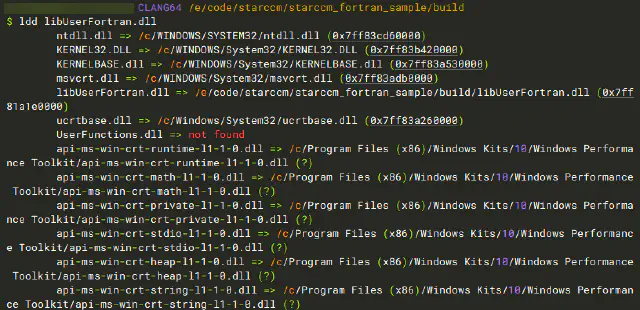 CLANG64 /e/code/starccm/starccm_fortran_sample/build
$ ldd libUserFortran.dll
ntdll.dll => /c/WINDOWS/SYSTEM32/ntdll.dll (0x7ff83cd60000)
KERNEL32.DLL => /c/WINDOWS/System32/KERNEL32.DLL (0x7ff83b420000)
KERNELBASE.dll => /c/WINDOWS/System32/KERNELBASE.dll (0x7ff83a530000)
msvcrt.dll => /c/WINDOWS/System32/msvcrt.dll (0x7ff83adb0000)
libUserFortran.dll => /e/code/starccm/starccm_fortran_sample/build/libUserFortran.dll (0x7ff
81a1e0000)
ucrtbase.dll => /c/Windows/System32/ucrtbase.dll (0x7ff83a260000)
UserFunctions.dll => not found
api-ms-win-crt-runtime-l1-1-0.dll => /c/Program Files (x86)/Windows Kits/10/Windows Performa
nce Toolkit/api-ms-win-crt-runtime-l1-1-0.dll (?)
api-ms-win-crt-math-l1-1-0.dll => /c/Program Files (x86)/Windows Kits/10/Windows Performance
Toolkit/api-ms-win-crt-math-l1-1-0.dll (?)
api-ms-win-crt-private-l1-1-0.dll => /c/Program Files (x86)/Windows Kits/10/Windows Performa
nce Toolkit/api-ms-win-crt-private-l1-1-0.dll (?)
api-ms-win-crt-stdio-l1-1-0.dll => /c/Program Files (x86)/Windows Kits/10/Windows Performanc
e Toolkit/api-ms-win-crt-stdio-l1-1-0.dll (?)
api-ms-win-crt-heap-l1-1-0.dll => /c/Program Files (x86)/Windows Kits/10/Windows Performance
Toolkit/api-ms-win-crt-heap-l1-1-0.dll (?)
api-ms-win-crt-string-l1-1-0.dll => /c/Program Files (x86)/Windows Kits/10/Windows Performan
ce Toolkit/api-ms-win-crt-string-l1-1-0.dll (?)